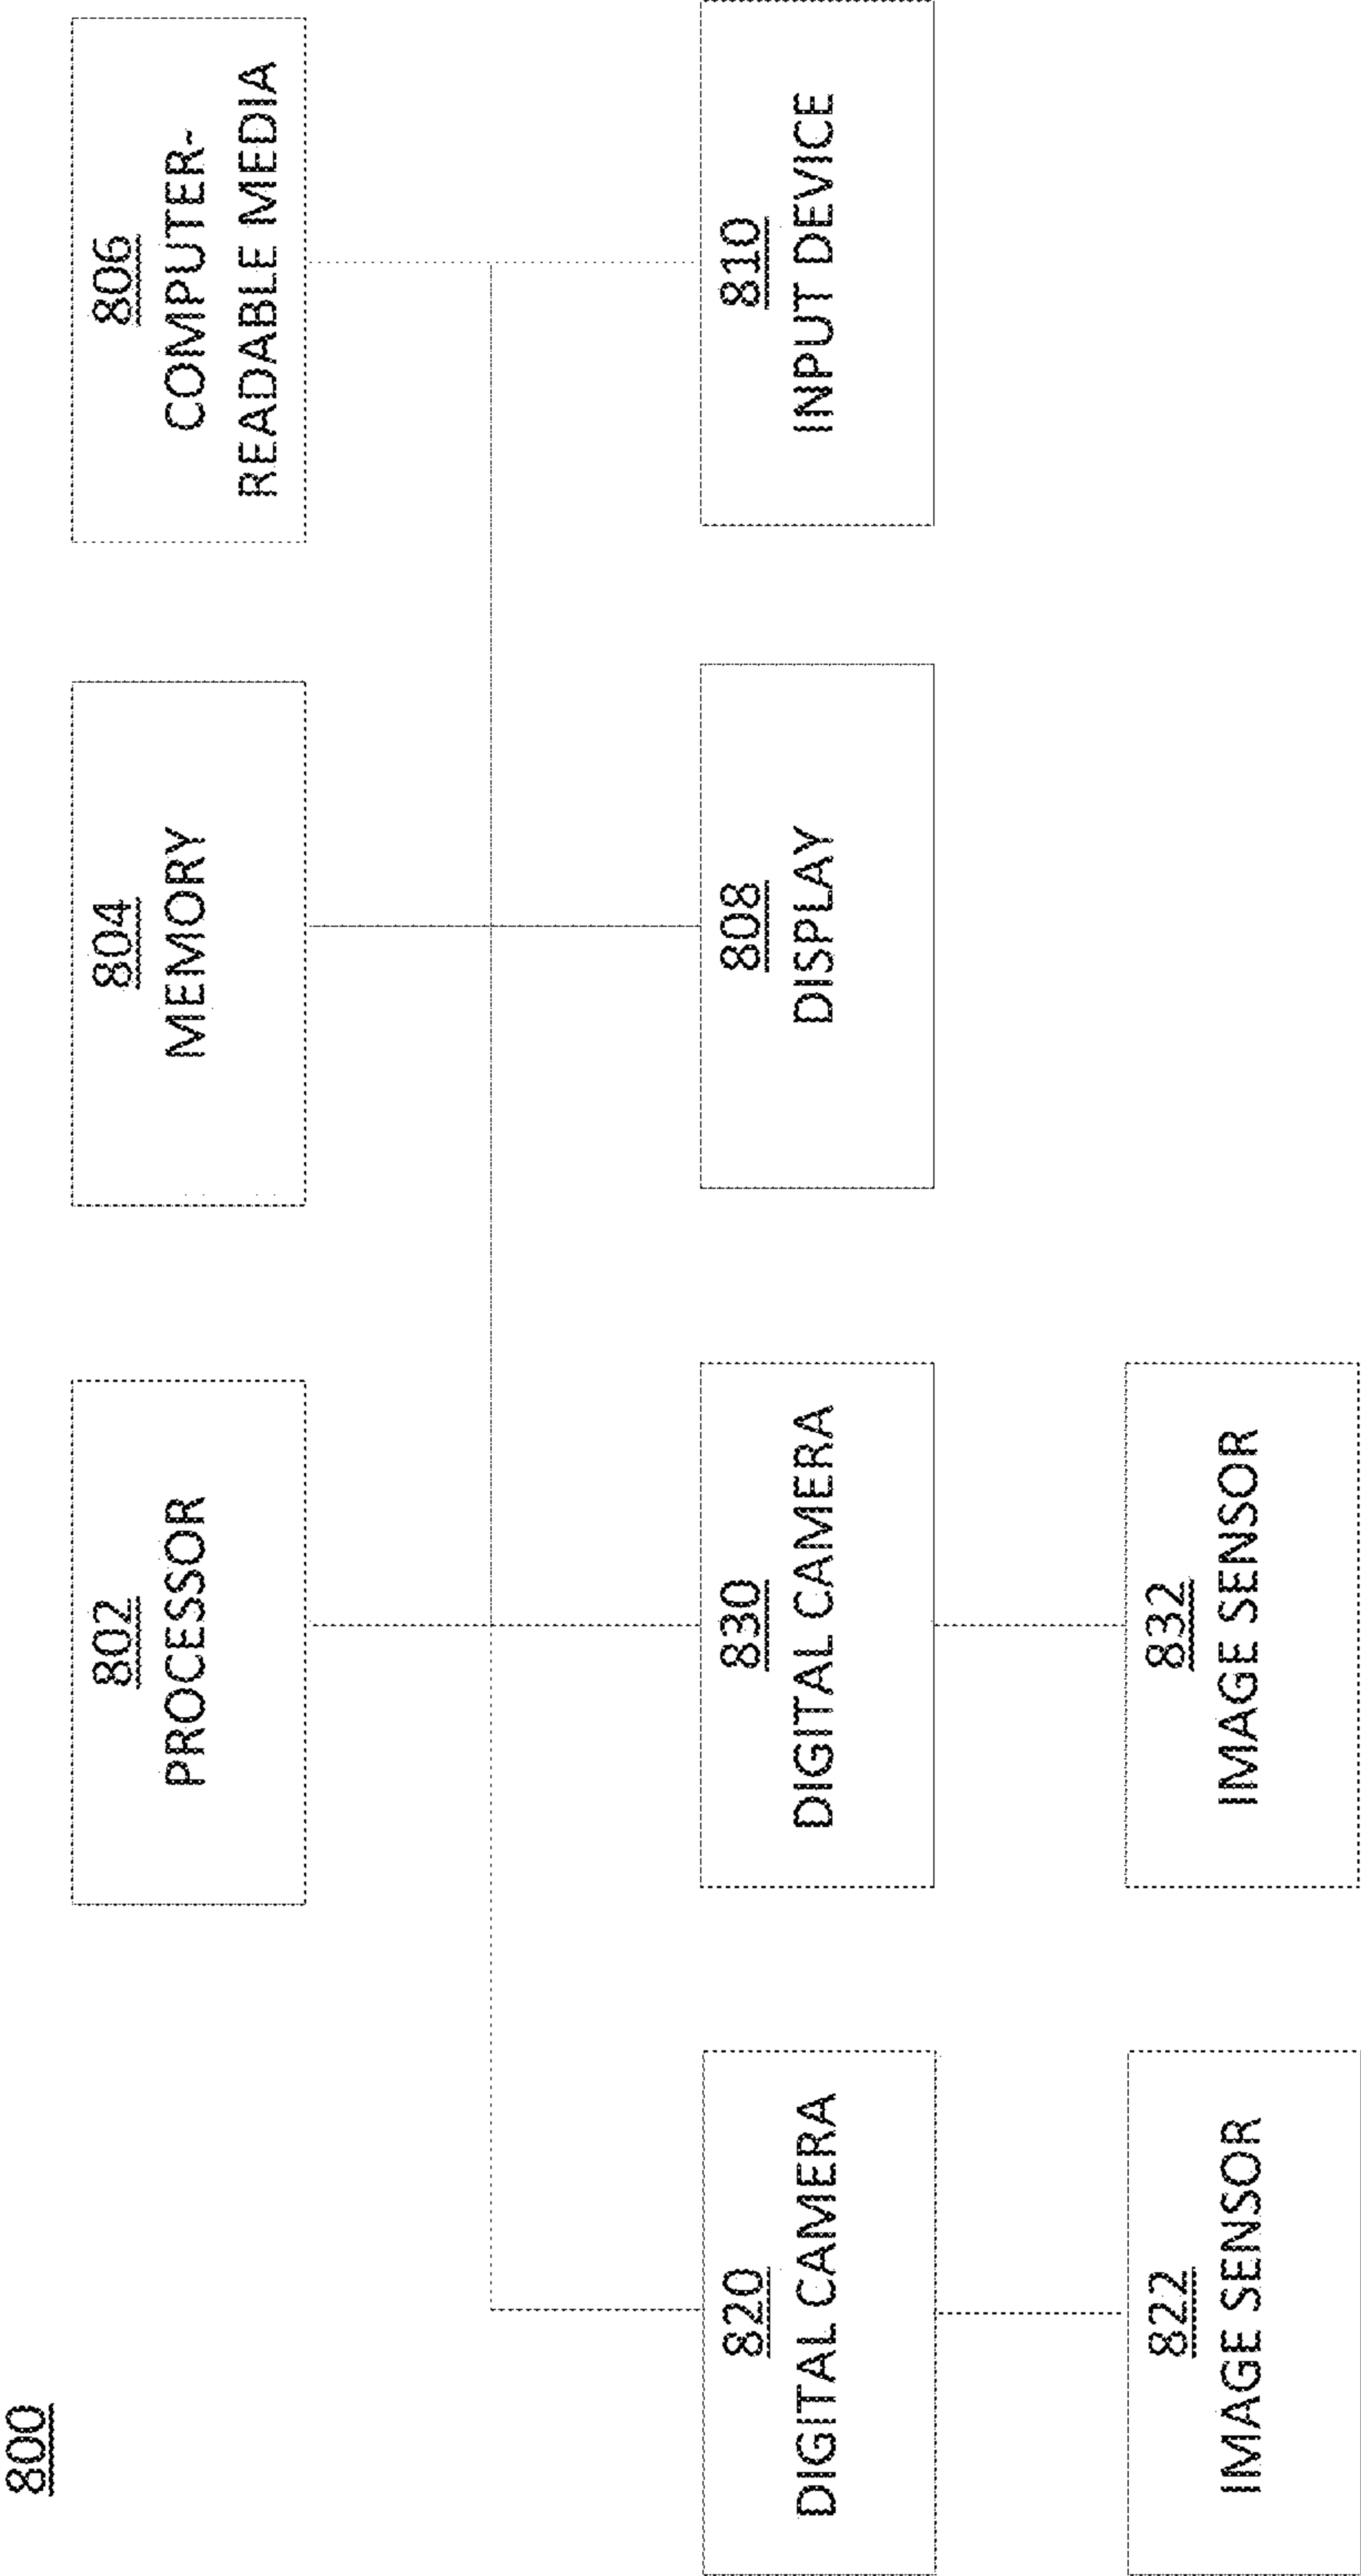 800
802
PROCESSOR
804
MEMORY
806
COMPUTER-
READABLE MEDIA
820
DIGITAL CAMERA
830
DIGITAL CAMERA
808
DISPLAY
810
INPUT DEVICE
822
IMAGE SENSOR
832
IMAGE SENSOR